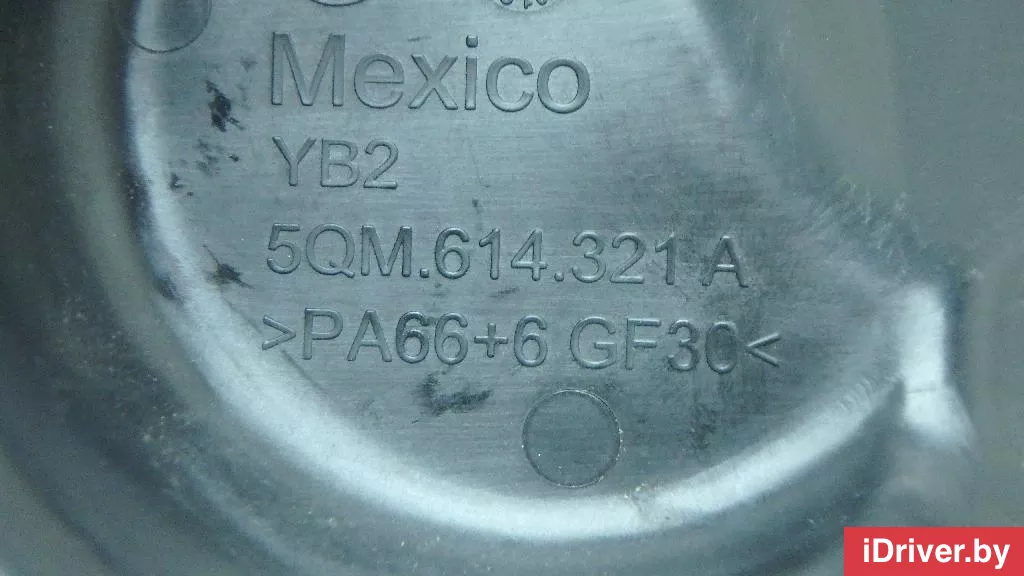 Mexico
YB2
5QM.614.321 A
>PA66+6 GF30<
iDriver.by